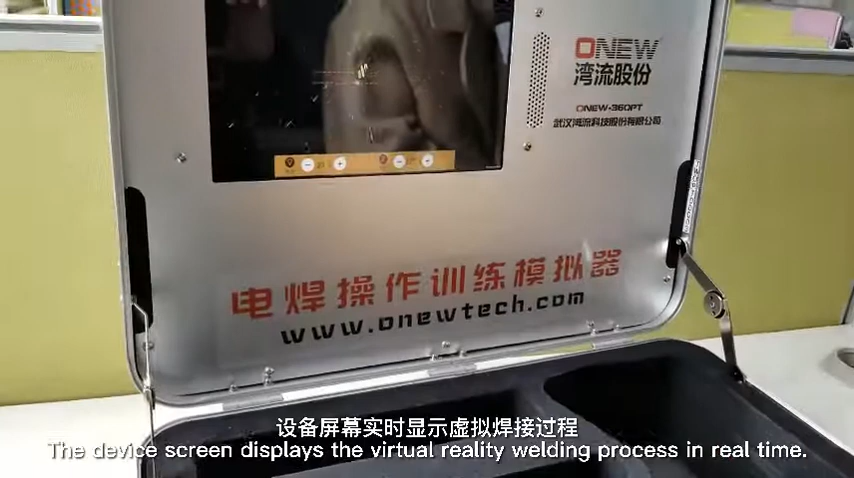 ONEW
湾流股份
ONEW-360PT
武汉湾流科技股份有限公司
电焊操作训练模拟器
www.onewtech.com
设备屏幕实时显示虚拟焊接过程
The device screen displays the virtual reality welding process in real time.